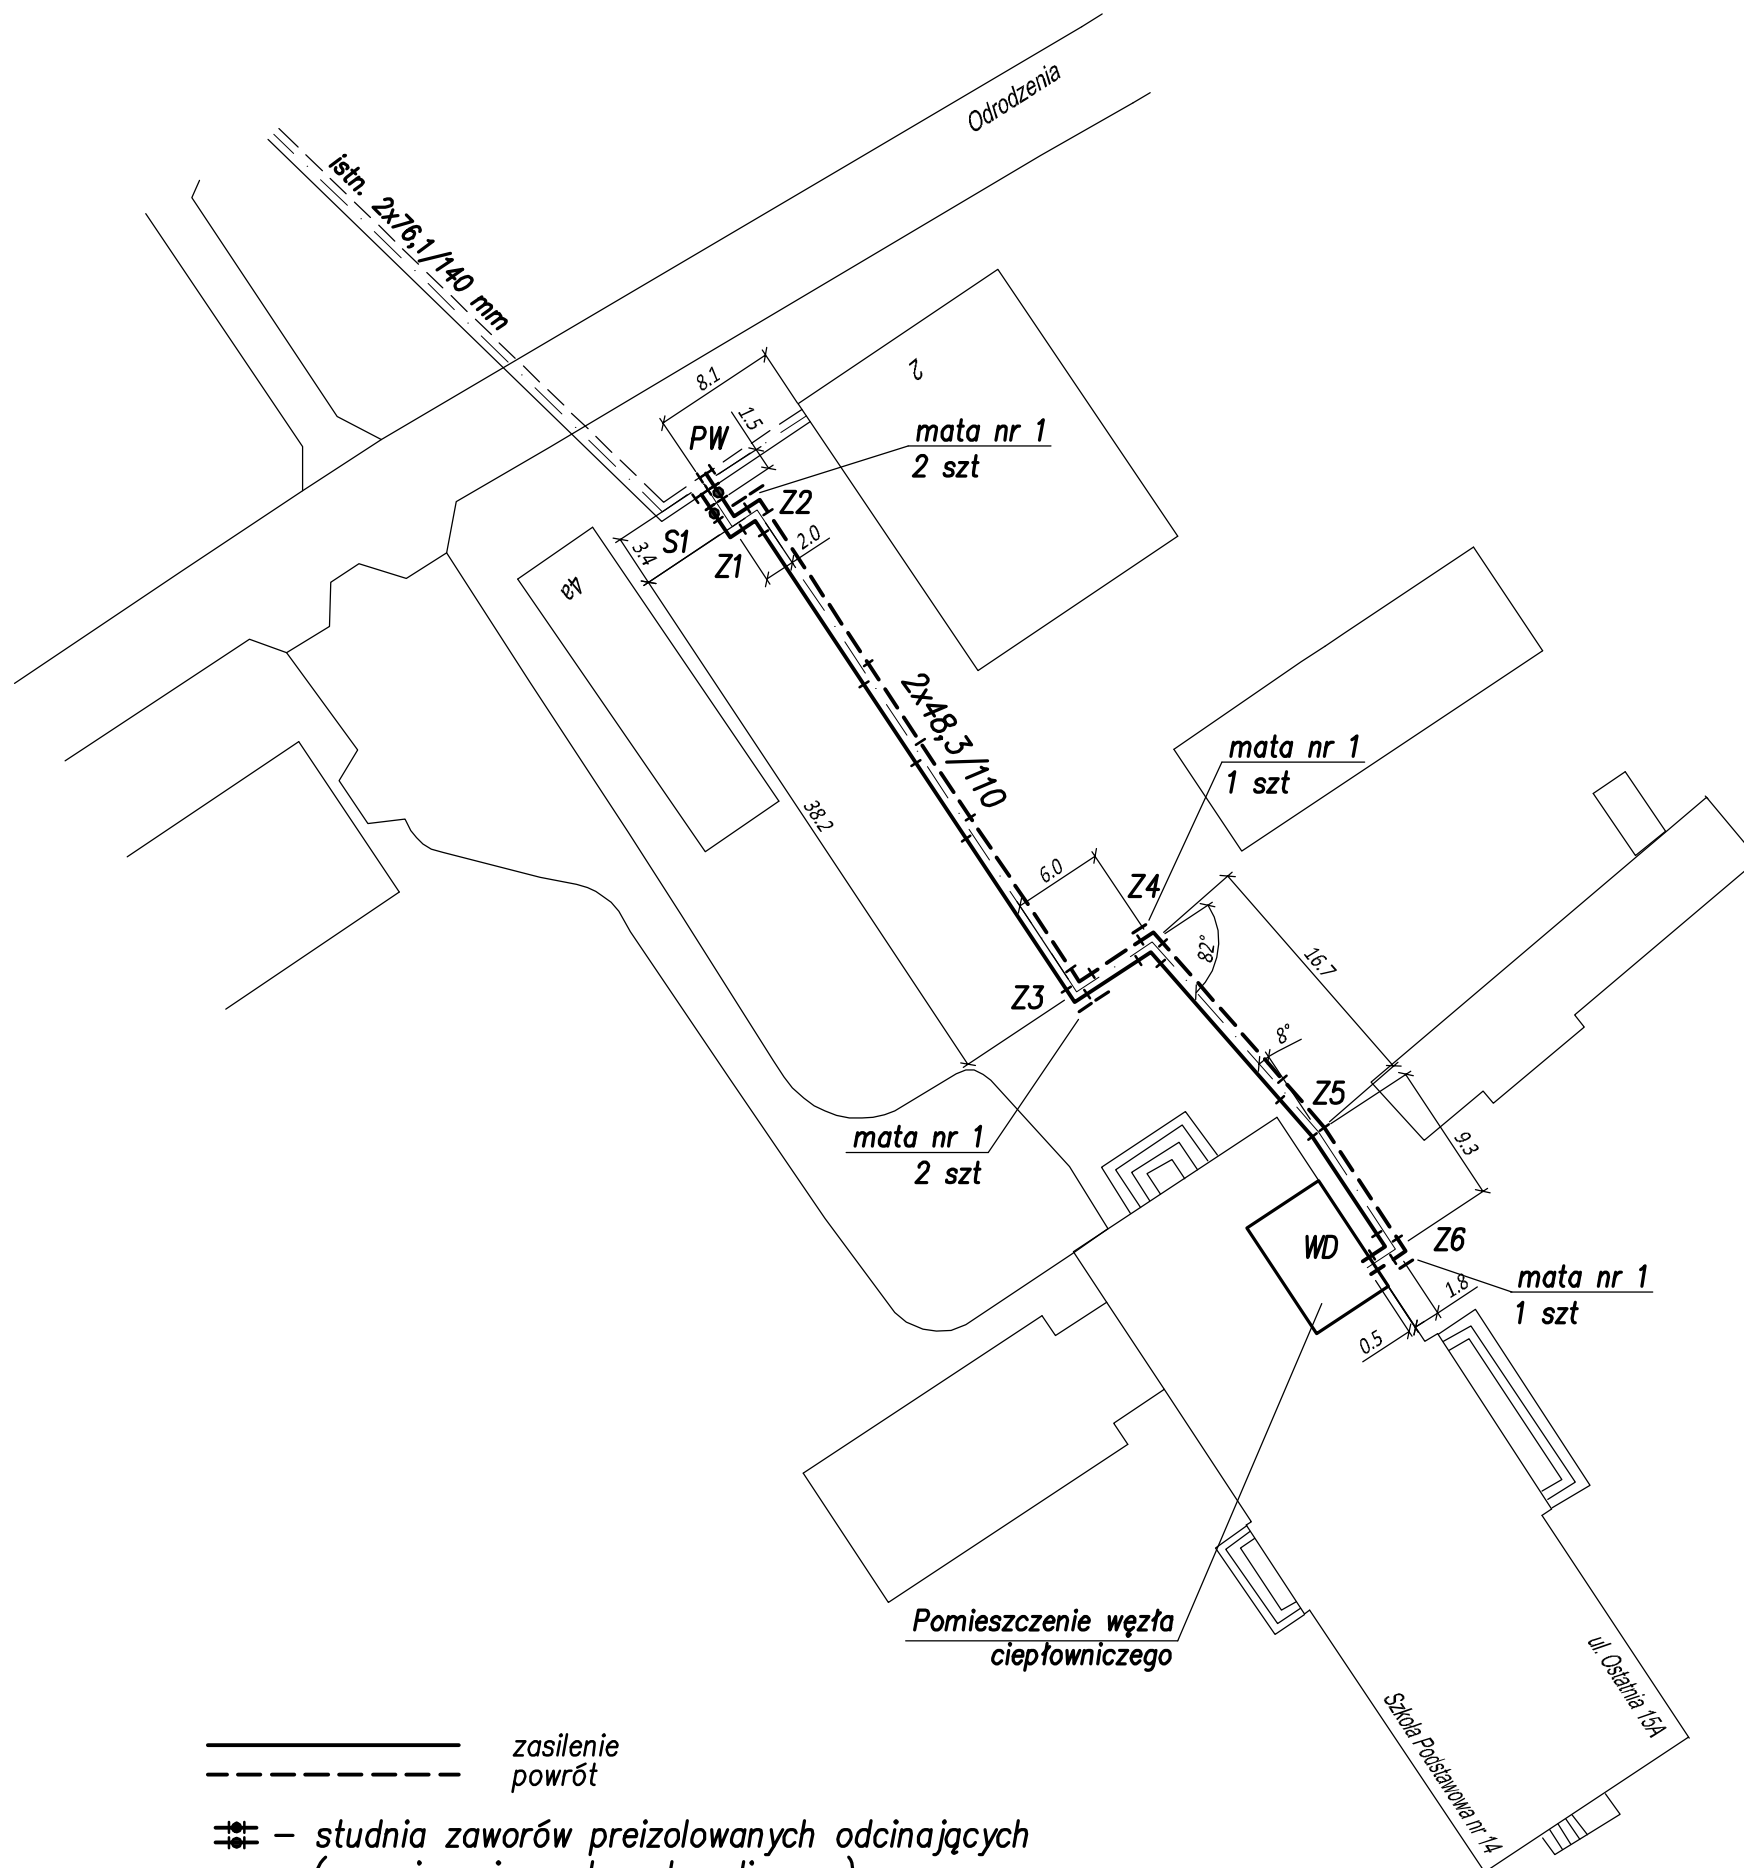 Odrodzenia
istn. 2x76,1/140 mm
2
8.1
1.5
PW
mata nr 1
2 szt
Z2
S1
3.4
Z1
2.0
4a
2x48,3/110
38.2
mata nr 1
1 szt
6.0
Z4
82°
16.7
Z3
8°
Z5
mata nr 1
2 szt
9.3
WD
Z6
mata nr 1
1 szt
1.8
0.5
Pomieszczenie węzła
ciepłowniczego
ul. Ostatnia 15A
Szkoła Podstawowa nr 14
zasilenie
powrót
– studnia zaworów preizolowanych odcinających